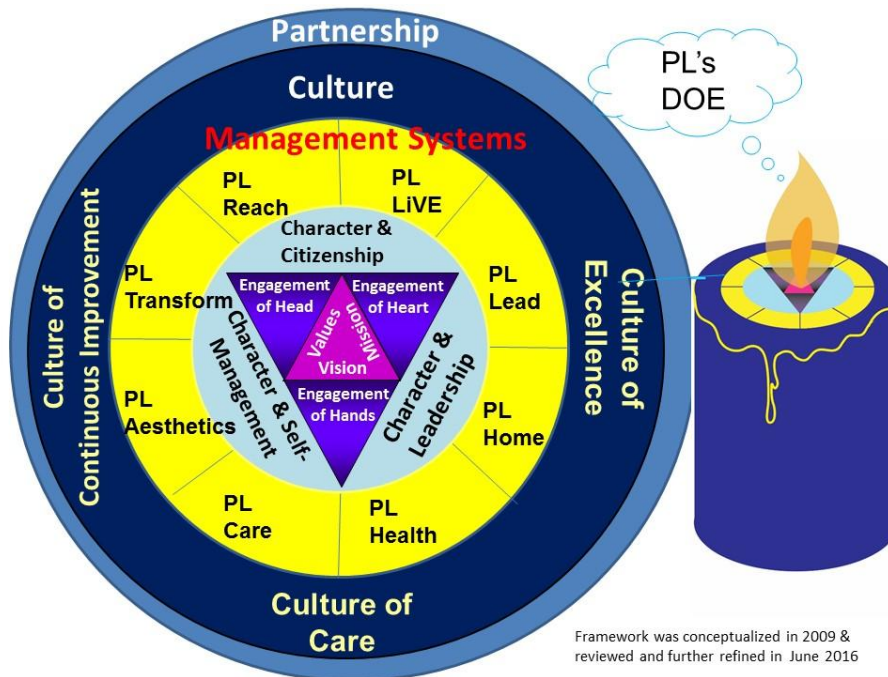 Partnership
Culture
Management Systems
PL
Reach
PL
LiVE
PL
Transform
PL
Lead
PL
Aesthetics
PL
Home
PL
Care
PL
Health
Character &
Citizenship
Character & Self-
Management
Character &
Leadership
Engagement
of Head
Engagement
of Heart
Values
Mission
Vision
Engagement
of Hands
Culture of
Continuous Improvement
Culture of
Excellence
Culture of
Care
PL's
DOE
Framework was conceptualized in 2009 &
reviewed and further refined in June 2016